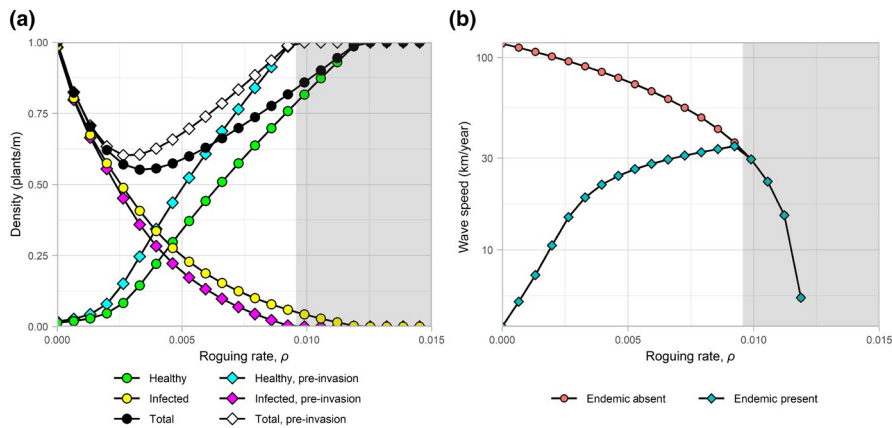 (a)
1.00
0.75
0.50
0.25
0.00
Density (plants/m)
0.000
0.005
0.010
0.015
Roguing rate, ρ
Healthy
Healthy, pre-invasion
Infected
Infected, pre-invasion
Total
Total, pre-invasion
(b)
100
30
10
Wave speed (km/year)
0.000
0.005
0.010
0.015
Roguing rate, ρ
Endemic absent
Endemic present